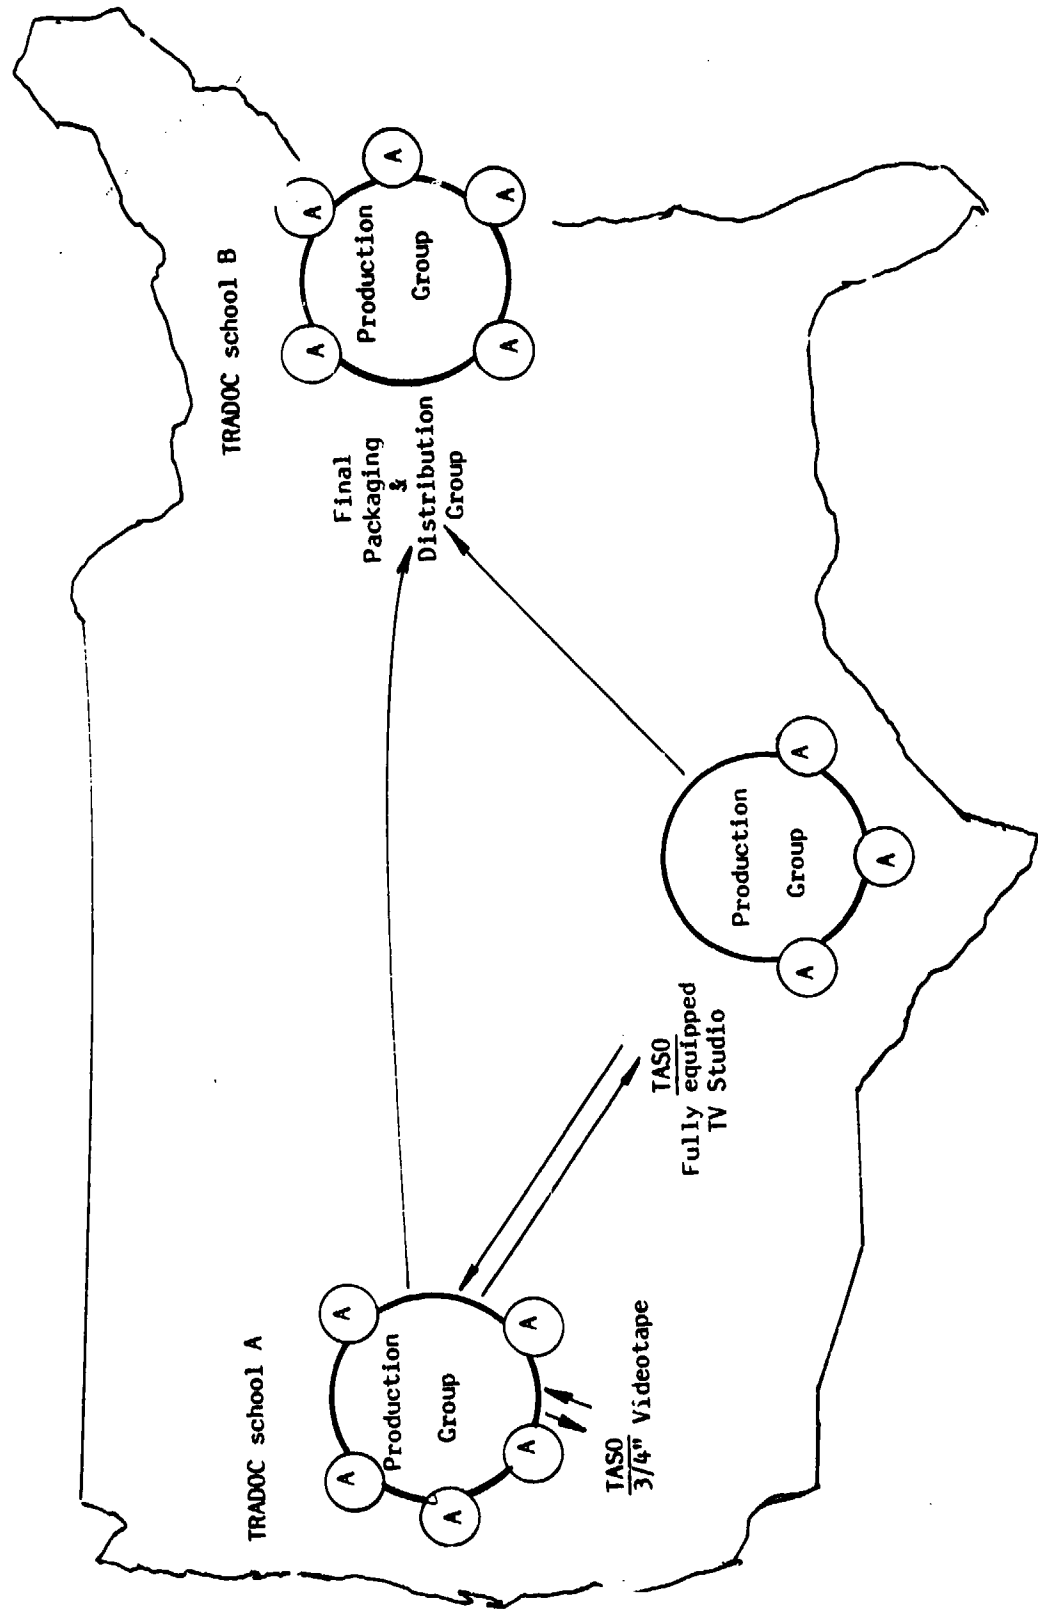 TRADOC school A
A
A
Production
Group
A
A
A
TASO
3/4" Videotape
TASO
Fully equipped
TV Studio
Production
Group
A
A
A
Final
Packaging
&
Distribution
Group
TRADOC school B
A
A
A
Production
Group
A
A